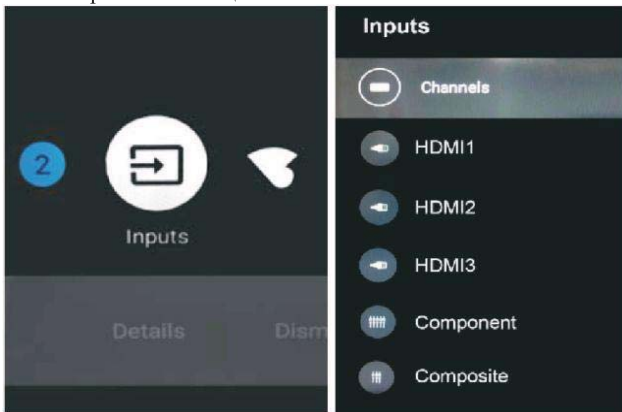 2
Inputs
Details
Dism
Inputs
Channels
HDMI1
HDMI2
HDMI3
Component
Composite